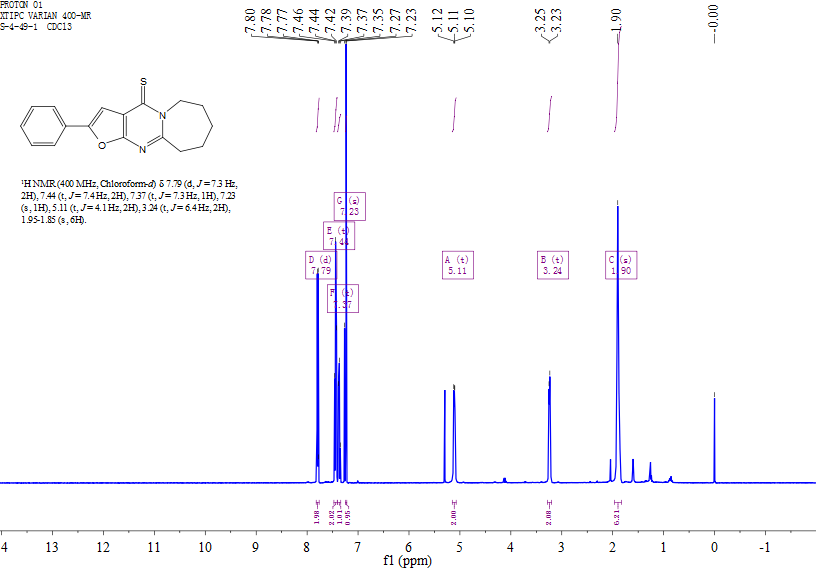 PROTON 01
XTIPC VARIAN 400-MR
S-4-49-1 CDCl3
7.80
7.78
7.77
7.46
7.44
7.42
7.39
7.37
7.35
7.27
7.23
5.12
5.11
5.10
3.25
3.23
1.90
-0.00
S
N
O
N
¹H NMR (400 MHz, Chloroform-d) δ 7.79 (d, J = 7.3 Hz,
2H), 7.44 (t, J = 7.4 Hz, 2H), 7.37 (t, J = 7.3 Hz, 1H), 7.23
(s, 1H), 5.11 (t, J = 4.1 Hz, 2H), 3.24 (t, J = 6.4 Hz, 2H),
1.95-1.85 (s, 6H).
G (s)
7.23
E (t)
7.44
D (d)
7.79
F (t)
7.37
A (t)
5.11
B (t)
3.24
C (s)
1.90
1.98
2.02
1.01
0.95
2.00
2.08
6.21
4 13 12 11 10 9 8 7 6 5 4 3 2 1 0 -1
f1 (ppm)